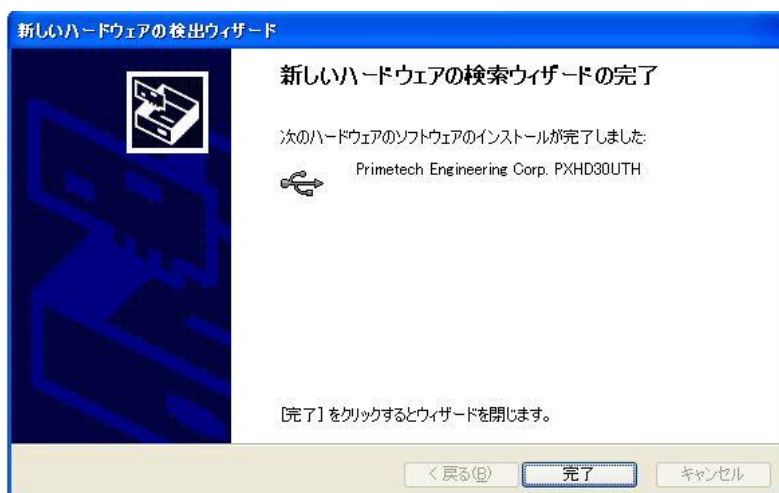 新しいハードウェアの検出ウィザード
新しいハードウェアの検索ウィザードの完了
次のハードウェアのソフトウェアのインストールが完了しました:
Primetech Engineering Corp. PXHD30UTH
[完了] をクリックするとウィザードを閉じます。
< 戻る(B) 完了 キャンセル